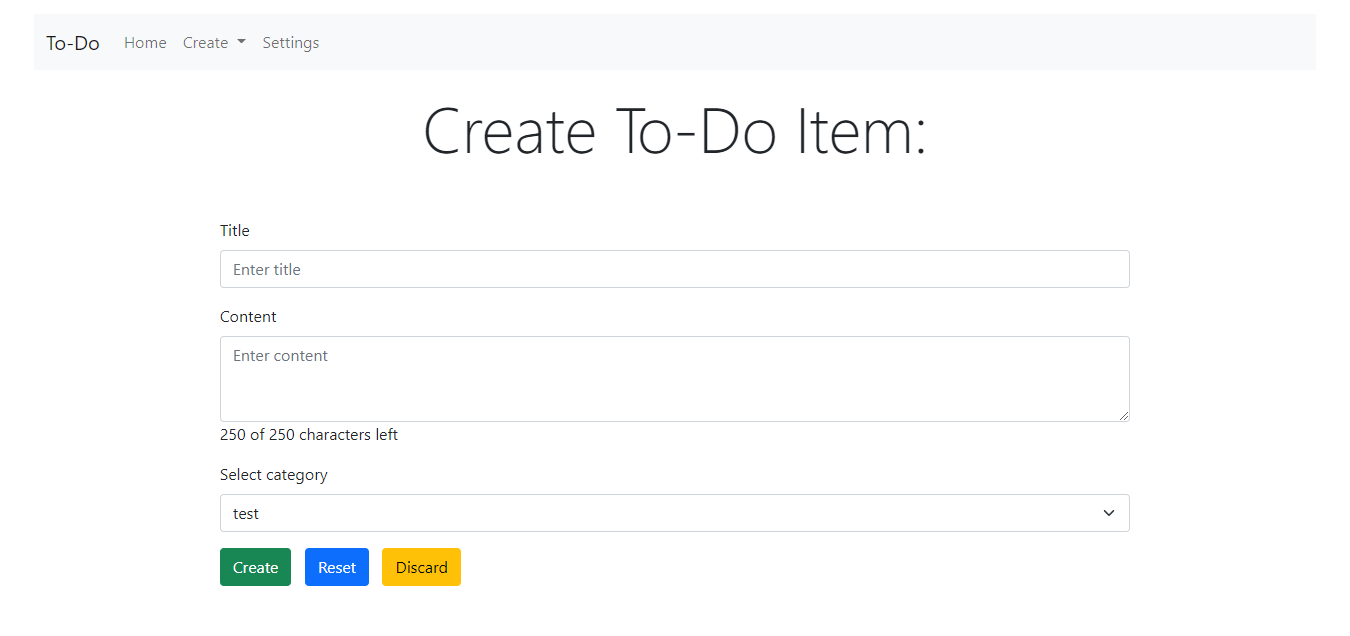 To-Do Home Create Settings
Create To-Do Item:
Title
Enter title
Content
Enter content
250 of 250 characters left
Select category
test
Create Reset Discard